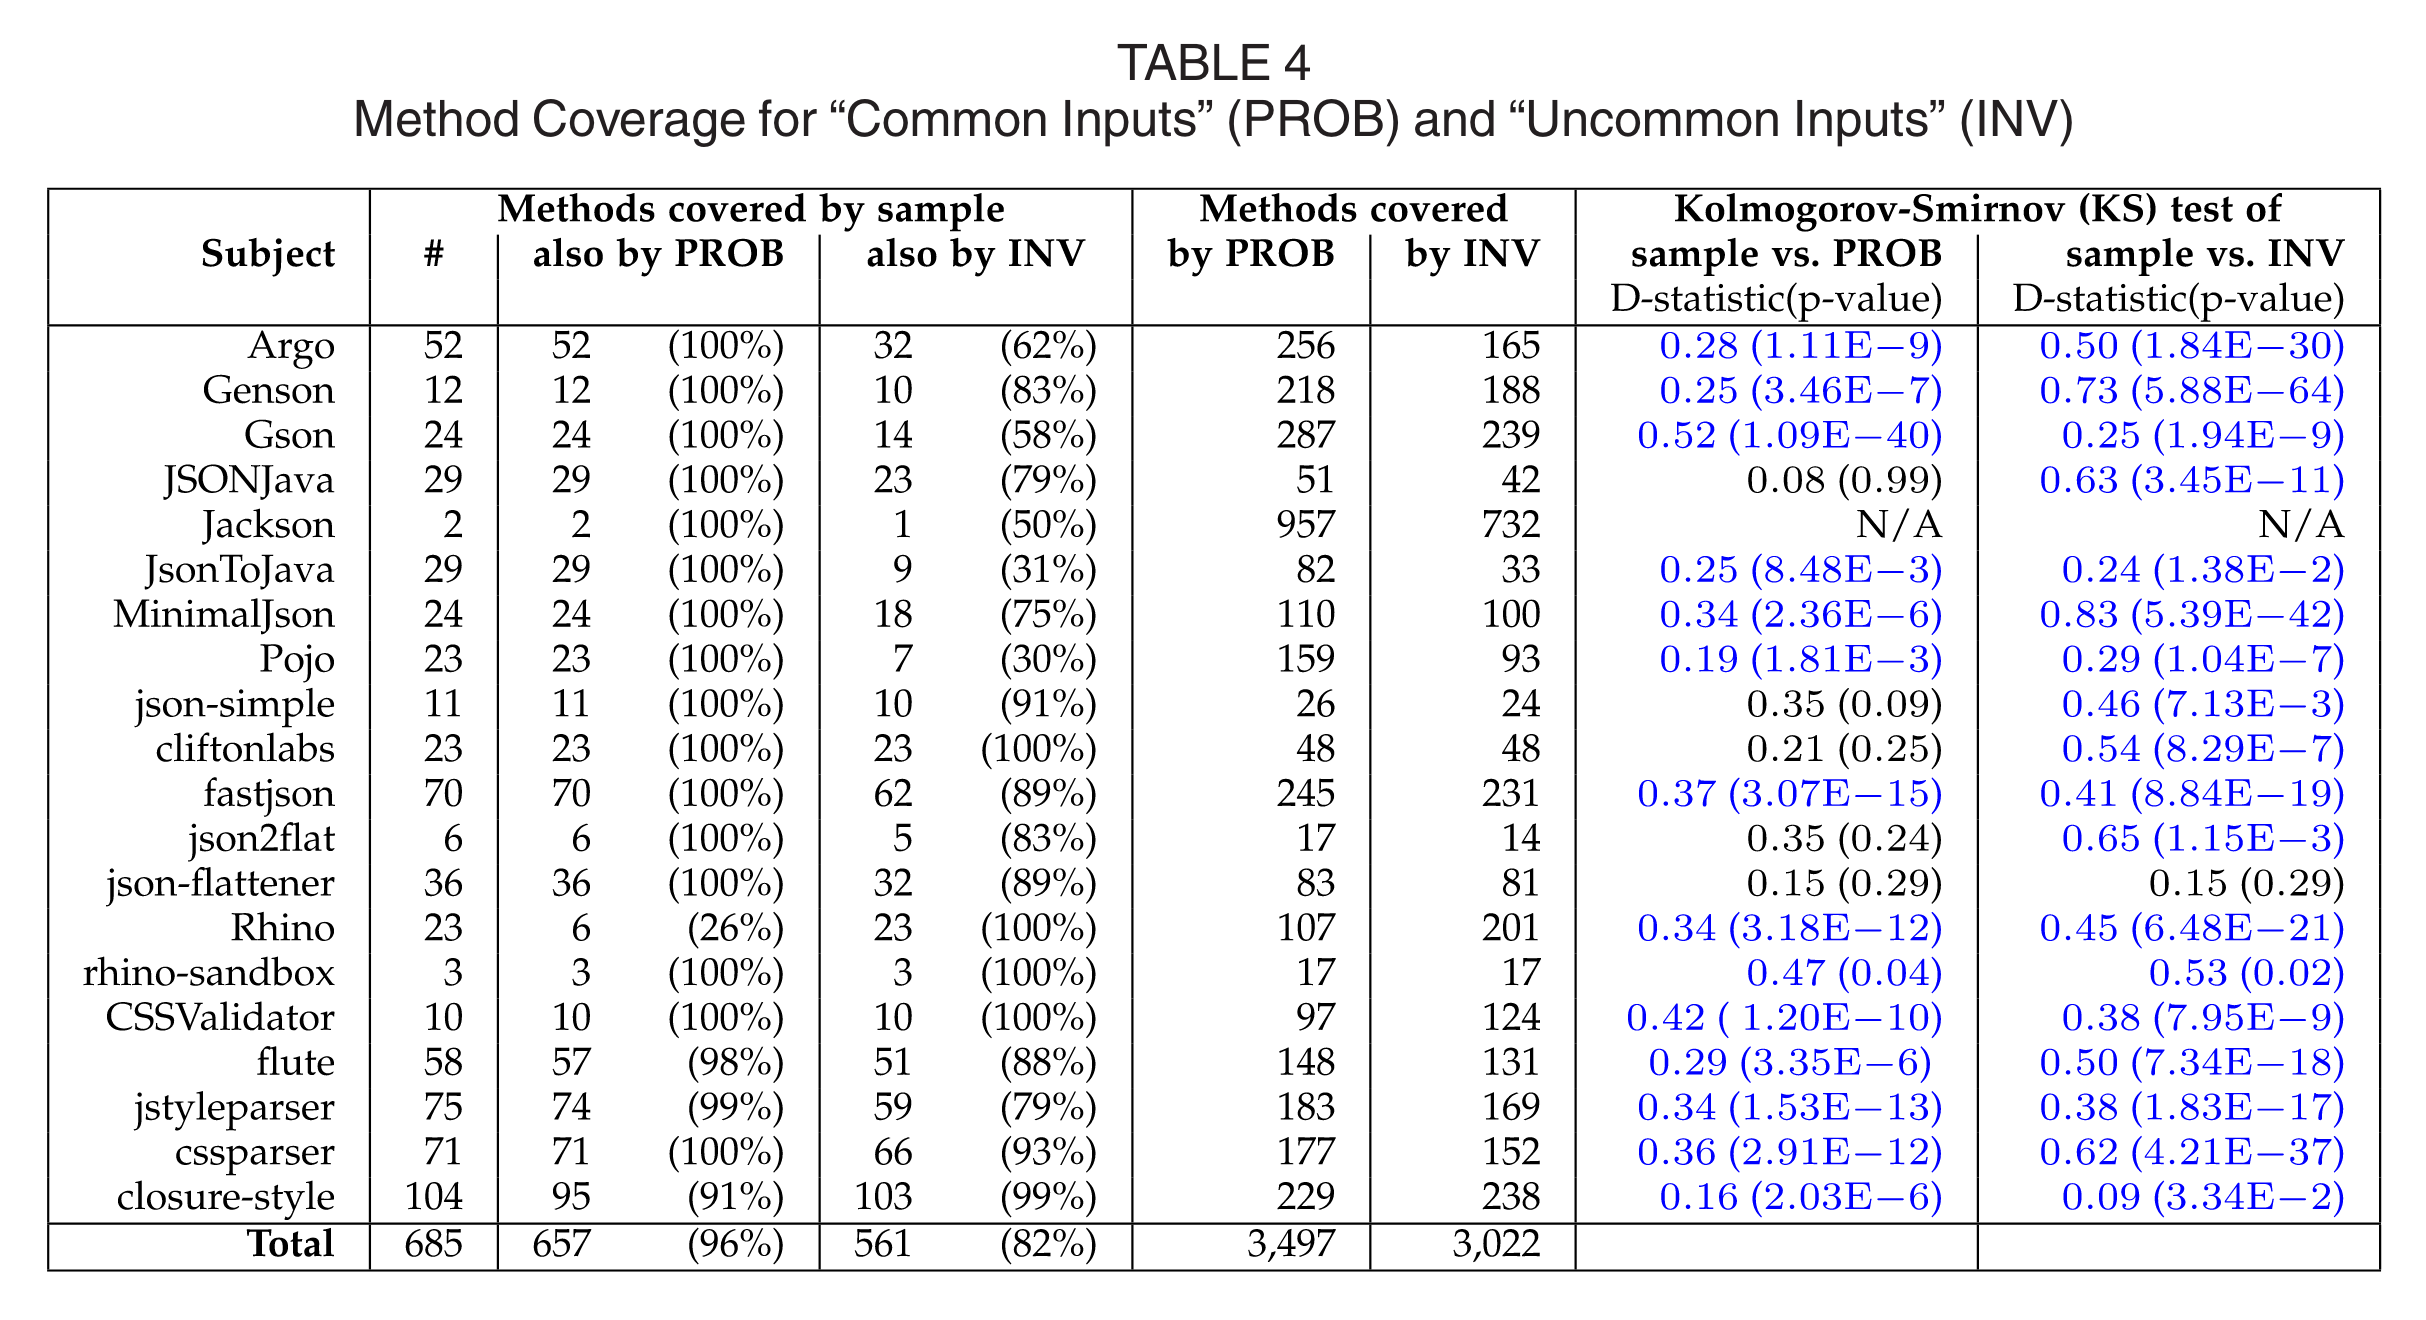 TABLE 4
Method Coverage for “Common Inputs” (PROB) and “Uncommon Inputs” (INV)
Methods covered by sample Methods covered Kolmogorov-Smirnov (KS) test of
Subject # also by PROB also by INV by PROB by INV sample vs. PROB sample vs. INV
D-statistic(p-value) D-statistic(p-value)
Argo 52 52 (100%) 32 (62%) 256 165 0.28 (1.11E−9) 0.50 (1.84E−30)
Genson 12 12 (100%) 10 (83%) 218 188 0.25 (3.46E−7) 0.73 (5.88E−64)
Gson 24 24 (100%) 14 (58%) 287 239 0.52 (1.09E−40) 0.25 (1.94E−9)
JSONJava 29 29 (100%) 23 (79%) 51 42 0.08 (0.99) 0.63 (3.45E−11)
Jackson 2 2 (100%) 1 (50%) 957 732 N/A N/A
JsonToJava 29 29 (100%) 9 (31%) 82 33 0.25 (8.48E−3) 0.24 (1.38E−2)
MinimalJson 24 24 (100%) 18 (75%) 110 100 0.34 (2.36E−6) 0.83 (5.39E−42)
Pojo 23 23 (100%) 7 (30%) 159 93 0.19 (1.81E−3) 0.29 (1.04E−7)
json-simple 11 11 (100%) 10 (91%) 26 24 0.35 (0.09) 0.46 (7.13E−3)
cliftonlabs 23 23 (100%) 23 (100%) 48 48 0.21 (0.25) 0.54 (8.29E−7)
fastjson 70 70 (100%) 62 (89%) 245 231 0.37 (3.07E−15) 0.41 (8.84E−19)
json2flat 6 6 (100%) 5 (83%) 17 14 0.35 (0.24) 0.65 (1.15E−3)
json-flattener 36 36 (100%) 32 (89%) 83 81 0.15 (0.29) 0.15 (0.29)
Rhino 23 6 (26%) 23 (100%) 107 201 0.34 (3.18E−12) 0.45 (6.48E−21)
rhino-sandbox 3 3 (100%) 3 (100%) 17 17 0.47 (0.04) 0.53 (0.02)
CSSValidator 10 10 (100%) 10 (100%) 97 124 0.42 ( 1.20E−10) 0.38 (7.95E−9)
flute 58 57 (98%) 51 (88%) 148 131 0.29 (3.35E−6) 0.50 (7.34E−18)
jstyleparser 75 74 (99%) 59 (79%) 183 169 0.34 (1.53E−13) 0.38 (1.83E−17)
cssparser 71 71 (100%) 66 (93%) 177 152 0.36 (2.91E−12) 0.62 (4.21E−37)
closure-style 104 95 (91%) 103 (99%) 229 238 0.16 (2.03E−6) 0.09 (3.34E−2)
Total 685 657 (96%) 561 (82%) 3,497 3,022